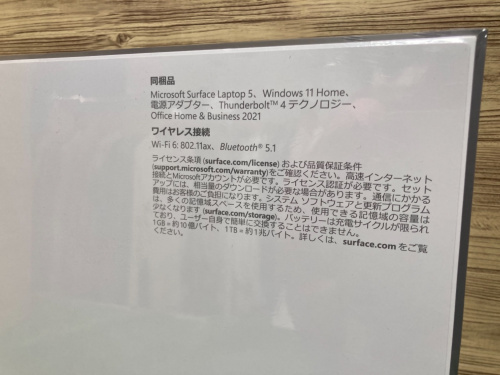 同梱品
Microsoft Surface Laptop 5、Windows 11 Home、
電源アダプター、Thunderbolt™ 4 テクノロジー、
Office Home & Business 2021
ワイヤレス接続
Wi-Fi 6: 802.11ax、Bluetooth® 5.1
ライセンス条項 (surface.com/license) および品質保証条件
(support.microsoft.com/warranty)をご確認ください。高速インターネット
接続とMicrosoftアカウントが必要です。ライセンス認証が必要です。セット
アップには、相当量のダウンロードが必要な場合があります。通信にかかる
費用はお客様のご負担になります。システム ソフトウェアと更新プログラム
は、多くの記憶域スペースを使用するため、使用できる記憶域の容量は
少なくなります (surface.com/storage)。バッテリーは充電サイクルが限られ
ており、ユーザー自身で簡単に交換することはできません。
1GB＝約10億バイト、1TB＝約1兆バイト。詳しくは、surface.com をご覧
ください。